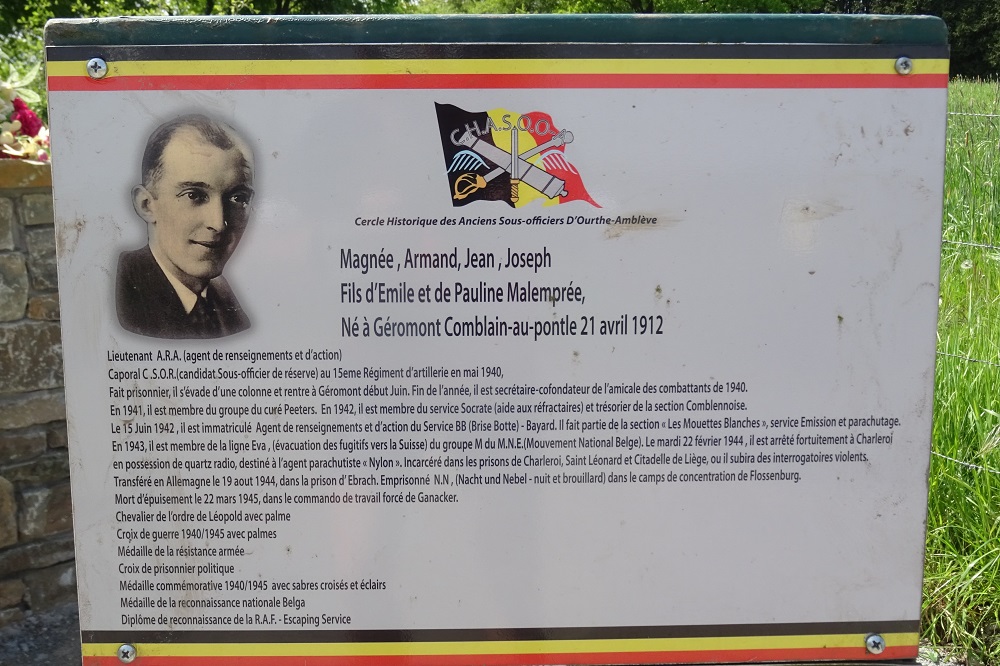 C.H.A.S.O.O-A
Cercle Historique des Anciens Sous-officiers D'Ourthe-Amblève
Magnée , Armand, Jean , Joseph
Fils d'Emile et de Pauline Malemprée,
Né à Géromont Comblain-au-pontle 21 avril 1912
Lieutenant A.R.A. (agent de renseignements et d'action)
Caporal C .S.O.R.(candidat.Sous-officier de réserve) au 15eme Régiment d'artillerie en mai 1940,
Fait prisonnier, il s'évade d'une colonne et rentre à Géromont début Juin. Fin de l'année, il est secrétaire-cofondateur de l'amicale des combattants de 1940.
En 1941, il est membre du groupe du curé Peeters. En 1942, il est membre du service Socrate (aide aux réfractaires) et trésorier de la section Comblennoise.
Le 15 Juin 1942 , il est immatriculé Agent de renseignements et d'action du Service BB (Brise Botte) - Bayard. Il fait partie de la section « Les Mouettes Blanches », service Emission et parachutage.
En 1943, il est membre de la ligne Eva , (évacuation des fugitifs vers la Suisse) du groupe M du M.N.E.(Mouvement National Belge). Le mardi 22 février 1944 , il est arrêté fortuitement à Charleroi
en possession de quartz radio, destiné à l'agent parachutiste « Nylon ». Incarcéré dans les prisons de Charleroi, Saint Léonard et Citadelle de Liège, ou il subira des interrogatoires violents.
Transféré en Allemagne le 19 aout 1944, dans la prison d' Ebrach. Emprisonné N.N , (Nacht und Nebel - nuit et brouillard) dans le camps de concentration de Flossenburg.
Mort d'épuisement le 22 mars 1945, dans le commando de travail forcé de Ganacker.
Chevalier de l'ordre de Léopold avec palme
Croix de guerre 1940/1945 avec palmes
Médaille de la résistance armée
Croix de prisonnier politique
Médaille commémorative 1940/1945 avec sabres croisés et éclairs
Médaille de la reconnaissance nationale Belga
Diplôme de reconnaissance de la R.A.F. - Escaping Service